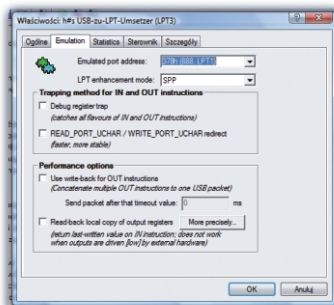 Właściwości: h#s USB-zu-LPT-Umsetzer (LPT3)
Ogólne Emulation Statistics Sterownik Szczegóły
Emulated port address: 378h (888, LPT1)
LPT enhancement mode: SPP
Trapping method for IN and OUT instructions
Debug register trap
(catches all flavours of IN and OUT instructions)
READ_PORT_UCHAR / WRITE_PORT_UCHAR redirect
(faster, more stable)
Performance options
Use write-back for OUT instructions
(Concatenate multiple OUT instructions to one USB packet)
Send packet after that timeout value: 0 ms
Read-back local copy of output registers More precisely..
(return last-written value on IN instruction; does not
work when outputs are driven [low] by external hardware)
OK Anuluj